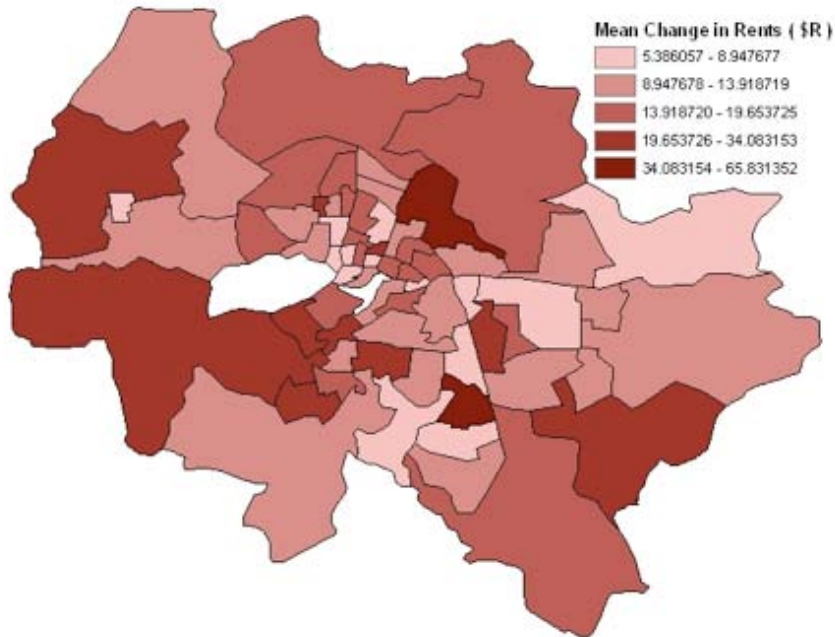 Mean Change in Rents ( $R )
5.386057 - 8.947677
8.947678 - 13.918719
13.918720 - 19.653725
19.653726 - 34.083153
34.083154 - 65.831352